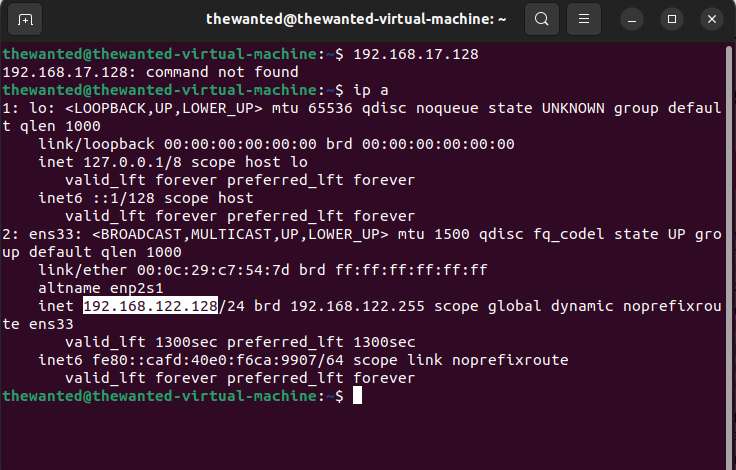 thewanted@thewanted-virtual-machine: ~
thewanted@thewanted-virtual-machine:~$ 192.168.17.128
192.168.17.128: command not found
thewanted@thewanted-virtual-machine:~$ ip a
1: lo: <LOOPBACK,UP,LOWER_UP> mtu 65536 qdisc noqueue state UNKNOWN group defaul
t qlen 1000
    link/loopback 00:00:00:00:00:00 brd 00:00:00:00:00:00
    inet 127.0.0.1/8 scope host lo
       valid_lft forever preferred_lft forever
    inet6 ::1/128 scope host
       valid_lft forever preferred_lft forever
2: ens33: <BROADCAST,MULTICAST,UP,LOWER_UP> mtu 1500 qdisc fq_codel state UP gro
up default qlen 1000
    link/ether 00:0c:29:c7:54:7d brd ff:ff:ff:ff:ff:ff
    altname enp2s1
    inet 192.168.122.128/24 brd 192.168.122.255 scope global dynamic noprefixrou
te ens33
       valid_lft 1300sec preferred_lft 1300sec
    inet6 fe80::cafd:40e0:f6ca:9907/64 scope link noprefixroute
       valid_lft forever preferred_lft forever
thewanted@thewanted-virtual-machine:~$